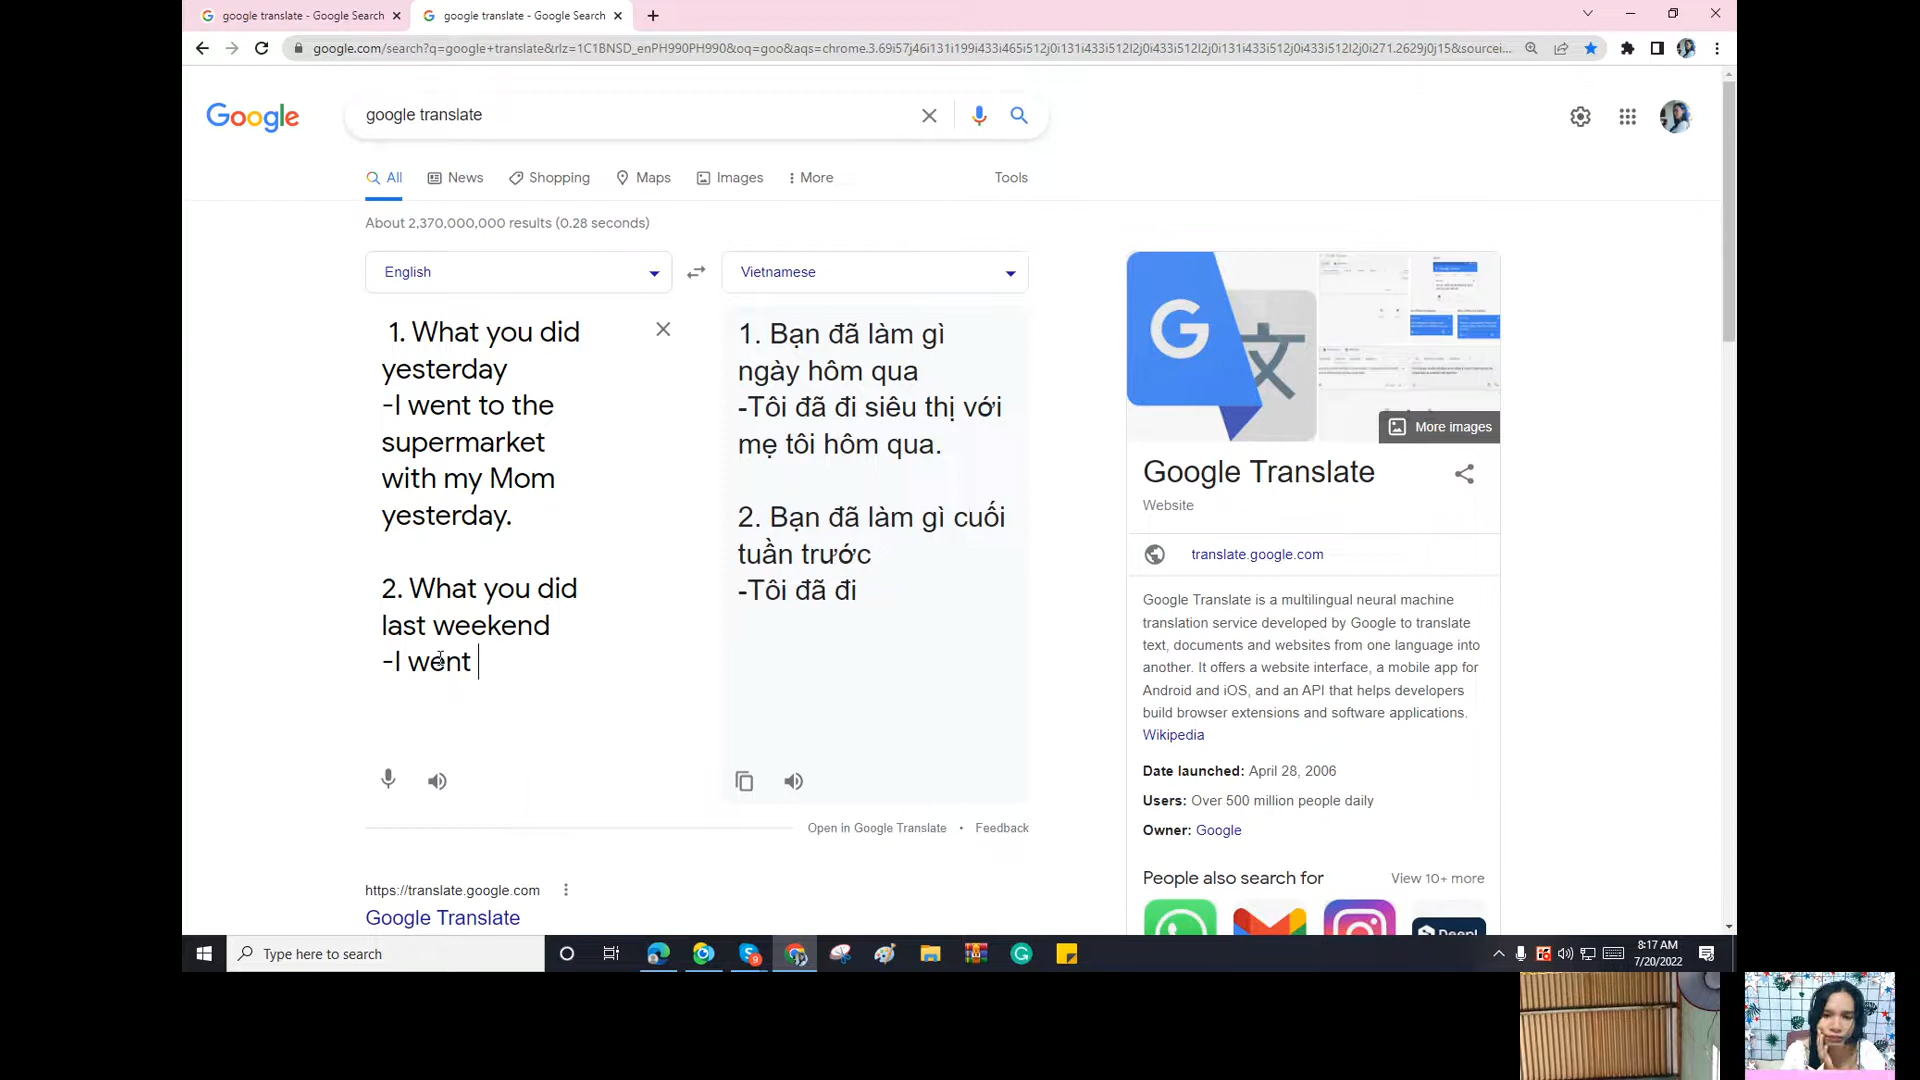 google translate - Google Search
google translate - Google Search
google.com/search?q=google+translate&rlz=1C1BNSD_enPH990PH990&oq=goo&aqs=chrome.3.69i57j46i131i199i433i465i512j0i131i433i512l2j0i433i512l2j0i131i433i512l2j0i271.2629j0j15&sourcei...
Google
google translate
All
News
Shopping
Maps
Images
More
Tools
About 2,370,000,000 results (0.28 seconds)
English
Vietnamese
1. What you did
yesterday
-I went to the
supermarket
with my Mom
yesterday.
2. What you did
last weekend
-I went
1. Bạn đã làm gì
ngày hôm qua
-Tôi đã đi siêu thị với
mẹ tôi hôm qua.
2. Bạn đã làm gì cuối
tuần trước
-Tôi đã đi
Open in Google Translate • Feedback
https://translate.google.com
Google Translate
More images
Google Translate
Website
translate.google.com
Google Translate is a multilingual neural machine
translation service developed by Google to translate
text, documents and websites from one language into
another. It offers a website interface, a mobile app for
Android and iOS, and an API that helps developers
build browser extensions and software applications.
Wikipedia
Date launched: April 28, 2006
Users: Over 500 million people daily
Owner: Google
People also search for
View 10+ more
DeepL
Type here to search
8:17 AM
7/20/2022